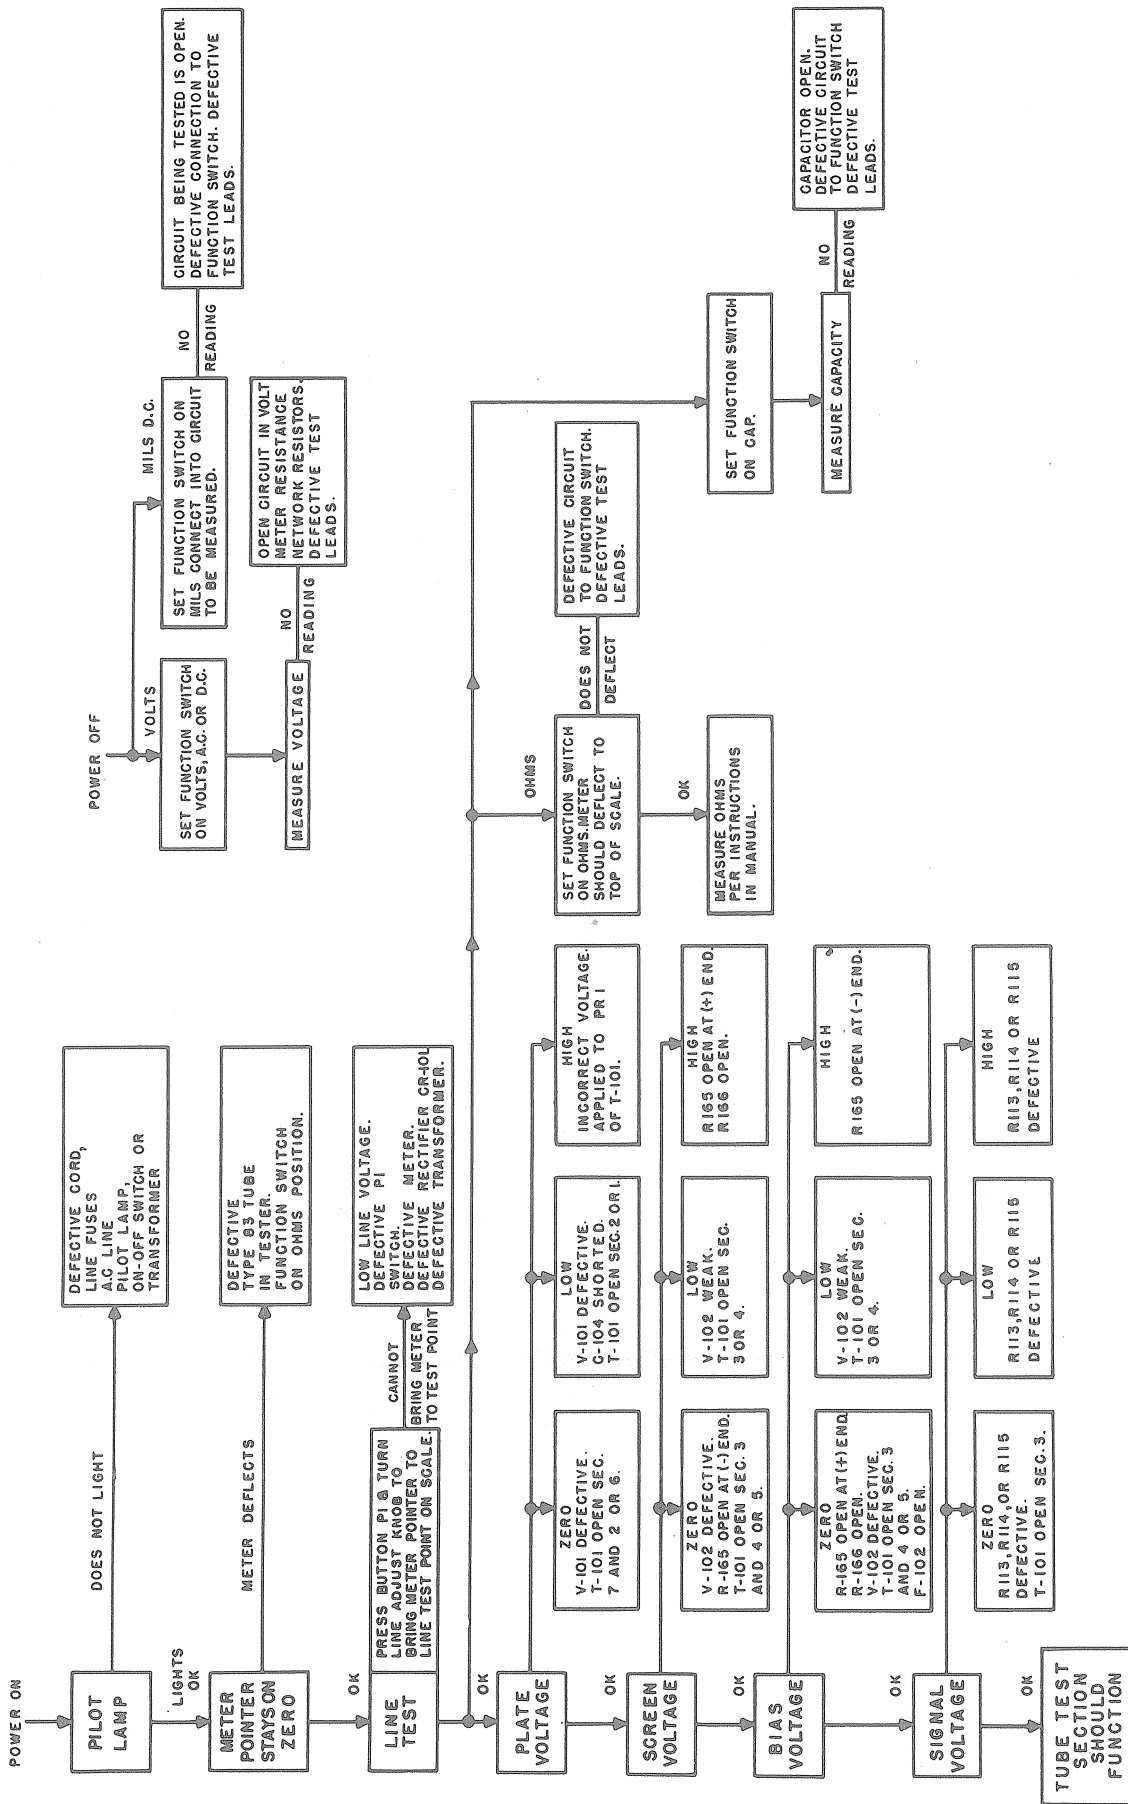 POWER ON
PILOT
LAMP
DOES NOT LIGHT
DEFECTIVE CORD,
LINE FUSES
A.C LINE
PILOT LAMP,
ON-OFF SWITCH OR
TRANSFORMER
LIGHTS
OK
METER
POINTER
STAYS ON
ZERO
METER DEFLECTS
DEFECTIVE
TYPE 83 TUBE
IN TESTER.
FUNCTION SWITCH
ON OHMS POSITION.
OK
LINE
TEST
PRESS BUTTON P1 & TURN
LINE ADJUST KNOB TO
BRING METER POINTER TO
LINE TEST POINT ON SCALE.
CANNOT
BRING METER
TO TEST POINT
LOW LINE VOLTAGE.
DEFECTIVE P1
SWITCH.
DEFECTIVE METER.
DEFECTIVE RECTIFIER CR-101.
DEFECTIVE TRANSFORMER.
OK
PLATE
VOLTAGE
ZERO
V-101 DEFECTIVE.
T-101 OPEN SEC.
7 AND 2 OR 6.
LOW
V-101 DEFECTIVE.
C-104 SHORTED.
T-101 OPEN SEC.2 OR 1.
HIGH
INCORRECT VOLTAGE.
APPLIED TO PR 1
OF T-101.
OK
SCREEN
VOLTAGE
ZERO
V-102 DEFECTIVE.
R-165 OPEN AT (-) END.
T-101 OPEN SEC. 3
AND 4 OR 5.
LOW
V-102 WEAK.
T-101 OPEN SEC.
3 OR 4.
HIGH
R165 OPEN AT (+) END.
R166 OPEN.
OK
BIAS
VOLTAGE
ZERO
R-165 OPEN AT (+) END
R-166 OPEN.
V-102 DEFECTIVE.
T-101 OPEN SEC. 3
AND 4 OR 5.
F-102 OPEN.
LOW
V-102 WEAK.
T-101 OPEN SEC.
3 OR 4.
HIGH
R165 OPEN AT (-) END.
OK
SIGNAL
VOLTAGE
ZERO
R113, R114, OR R115
DEFECTIVE.
T-101 OPEN SEC. 3.
LOW
R113, R114 OR R115
DEFECTIVE
HIGH
R113, R114 OR R115
DEFECTIVE
OK
TUBE TEST
SECTION
SHOULD
FUNCTION
POWER OFF
VOLTS
MILS D.C.
SET FUNCTION SWITCH
ON VOLTS, A.C. OR D.C.
MEASURE VOLTAGE
NO
READING
OPEN CIRCUIT IN VOLT
METER RESISTANCE
NETWORK RESISTORS.
DEFECTIVE TEST
LEADS.
SET FUNCTION SWITCH ON
MILS CONNECT INTO CIRCUIT
TO BE MEASURED.
NO
READING
CIRCUIT BEING TESTED IS OPEN.
DEFECTIVE CONNECTION TO
FUNCTION SWITCH. DEFECTIVE
TEST LEADS.
OHMS
SET FUNCTION SWITCH
ON OHMS.METER
SHOULD DEFLECT TO
TOP OF SCALE.
DOES NOT
DEFLECT
DEFECTIVE CIRCUIT
TO FUNCTION SWITCH.
DEFECTIVE TEST
LEADS.
OK
MEASURE OHMS
PER INSTRUCTIONS
IN MANUAL.
SET FUNCTION SWITCH
ON CAP.
MEASURE CAPACITY
NO
READING
CAPACITOR OPEN.
DEFECTIVE CIRCUIT
TO FUNCTION SWITCH
DEFECTIVE TEST
LEADS.